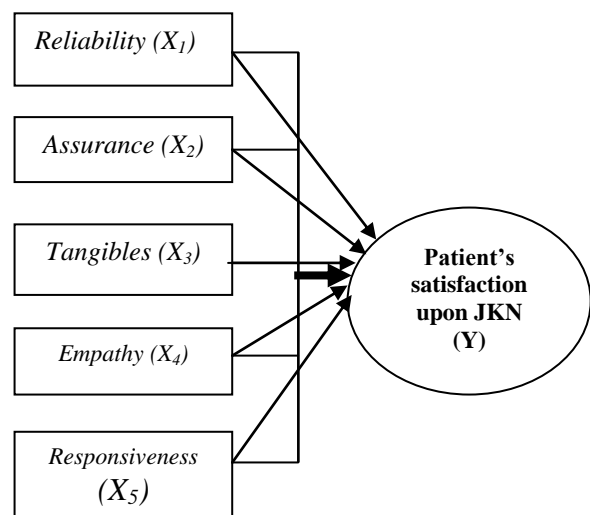 Reliability (X1)
Assurance (X2)
Tangibles (X3)
Empathy (X4)
Responsiveness
(X5)
Patient's
satisfaction
upon JKN
(Y)